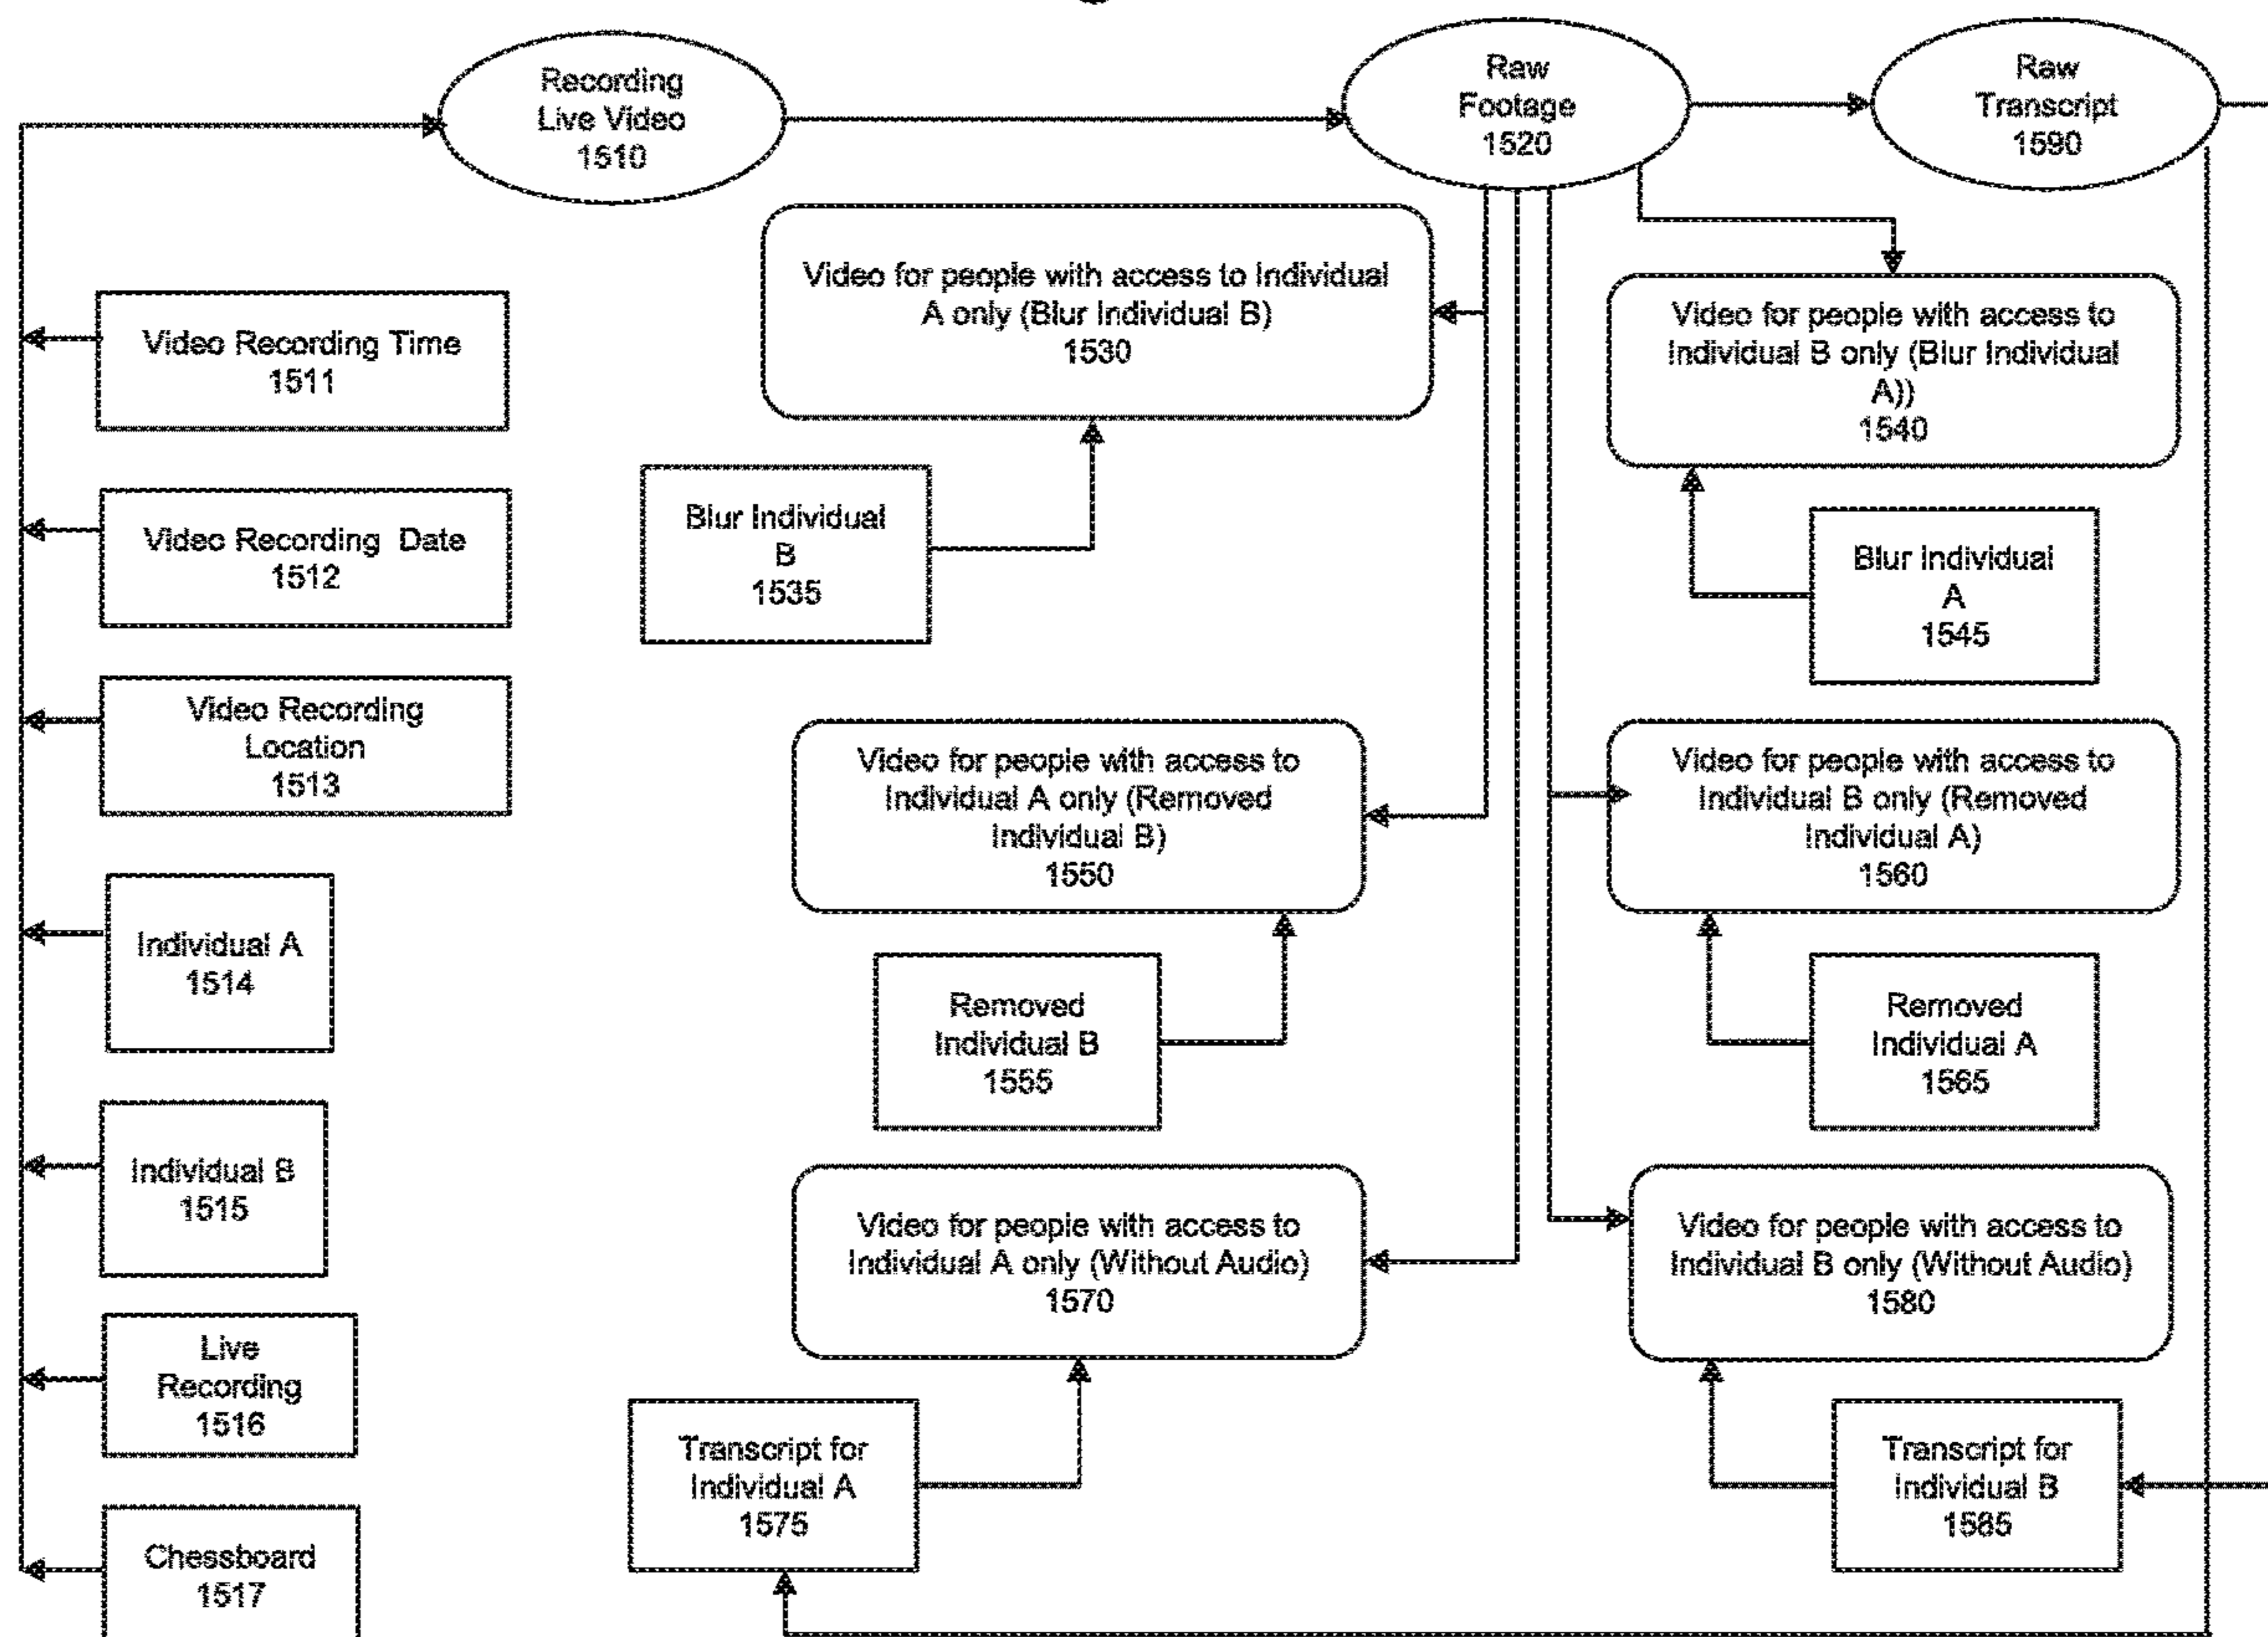 Recording
Live Video
1510
Raw
Footage
1520
Raw
Transcript
1590
Video for people with access to Individual
A only (Blur Individual B)
1530
Video for people with access to
Individual B only (Blur Individual
A))
1540
Video Recording Time
1511
Blur Individual
B
1535
Video Recording Date
1512
Blur Individual
A
1545
Video Recording
Location
1513
Video for people with access to
Individual A only (Removed
Individual B)
1550
Video for people with access to
Individual B only (Removed
Individual A)
1560
Individual A
1514
Removed
Individual B
1555
Removed
Individual A
1565
Individual B
1515
Video for people with access to
Individual A only (Without Audio)
1570
Video for people with access to
Individual B only (Without Audio)
1580
Live
Recording
1516
Transcript for
Individual A
1575
Transcript for
Individual B
1585
Chessboard
1517